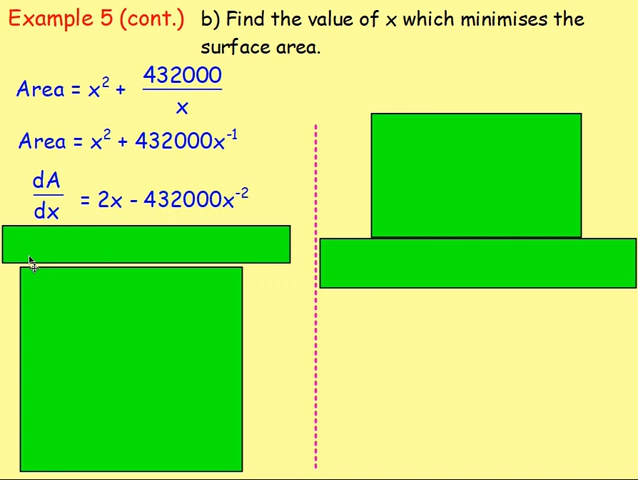 Example 5 (cont.) b) Find the value of x which minimises the
surface area.
Area = x² + 432000
x
Area = x² + 432000x⁻¹
dA
dx = 2x - 432000x⁻²